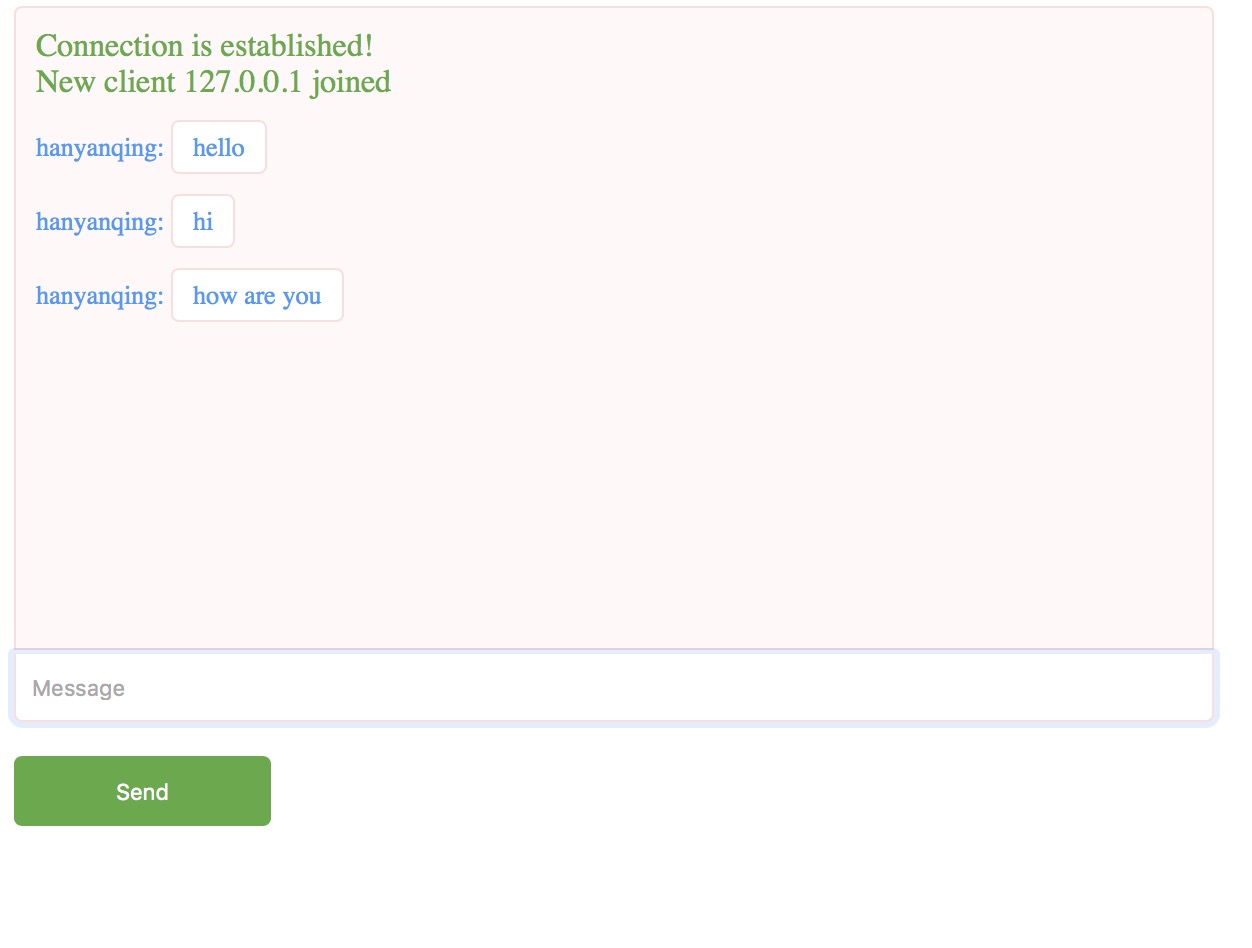 Connection is established!
New client 127.0.0.1 joined
hanyanqing: hello
hanyanqing: hi
hanyanqing: how are you
Message
Send